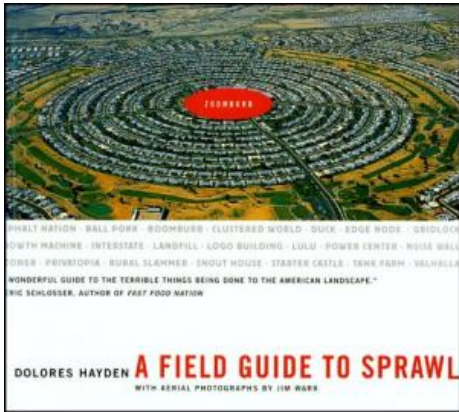 ZOOMBURB
PHALT NATION · BALL PORK · BOOMBURB · CLUSTERED WORLD · DUCK · EDGE NODE · GRIDLOCK
OWTH MACHINE · INTERSTATE · LANDFILL · LOGO BUILDING · LULU · POWER CENTER · NOISE WALL
ZONER · PRIVATOPIA · RURAL SLAMMER · SNOUT HOUSE · STARTER CASTLE · TANK FARM · VALHALLA
WONDERFUL GUIDE TO THE TERRIBLE THINGS BEING DONE TO THE AMERICAN LANDSCAPE."
ERIC SCHLOSSER, AUTHOR OF FAST FOOD NATION
DOLORES HAYDEN A FIELD GUIDE TO SPRAWL
WITH AERIAL PHOTOGRAPHS BY JIM WARK